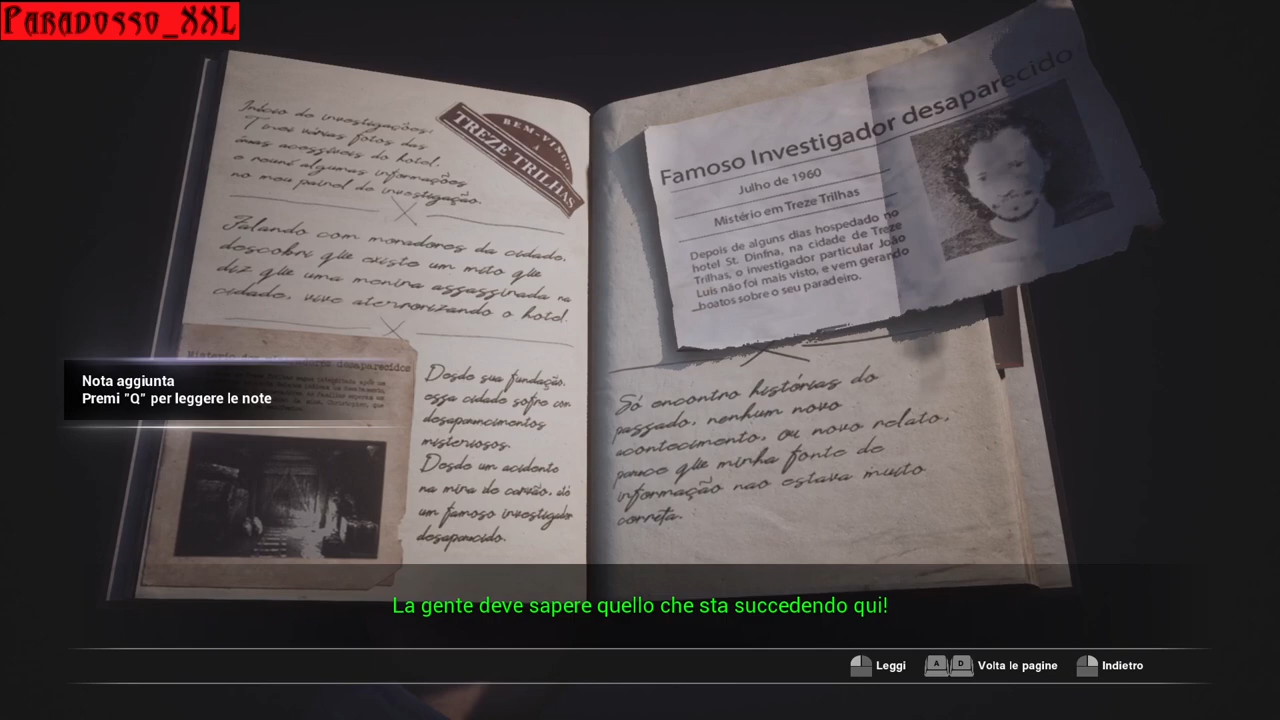 Paradosso_XXL
Início de investigações:
Tirei várias fotos das
áreas acessíveis do hotel.
e reuni algumas informações
no meu painel de investigação.
BEM-VINDO
A
TREZE TRILHAS
Falando com moradores da cidade,
descobri que existe um mito que
diz que uma menina assassinada na
cidade, vive aterrorizando o hotel.
desaparecidos
Nota aggiunta
Premi "Q" per leggere le note
Desde sua fundação,
essa cidade sofre com
desaparecimentos
misteriosos.
Desde um acidente
na mina de carvão, até
um famoso investigador
desaparecido.
Famoso Investigador desaparecido
Julho de 1960
Mistério em Treze Trilhas
Depois de alguns dias hospedado no
hotel St. Dinfna, na cidade de Treze
Trilhas, o investigador particular João
Luis não foi mais visto, e vem gerando
boatos sobre o seu paradeiro.
Só encontro histórias do
passado, nenhum novo
acontecimento, ou novo relato,
parece que minha fonte de
informação nao estava muito
correta.
La gente deve sapere quello che sta succedendo qui!
Leggi
A D Volta le pagine
Indietro